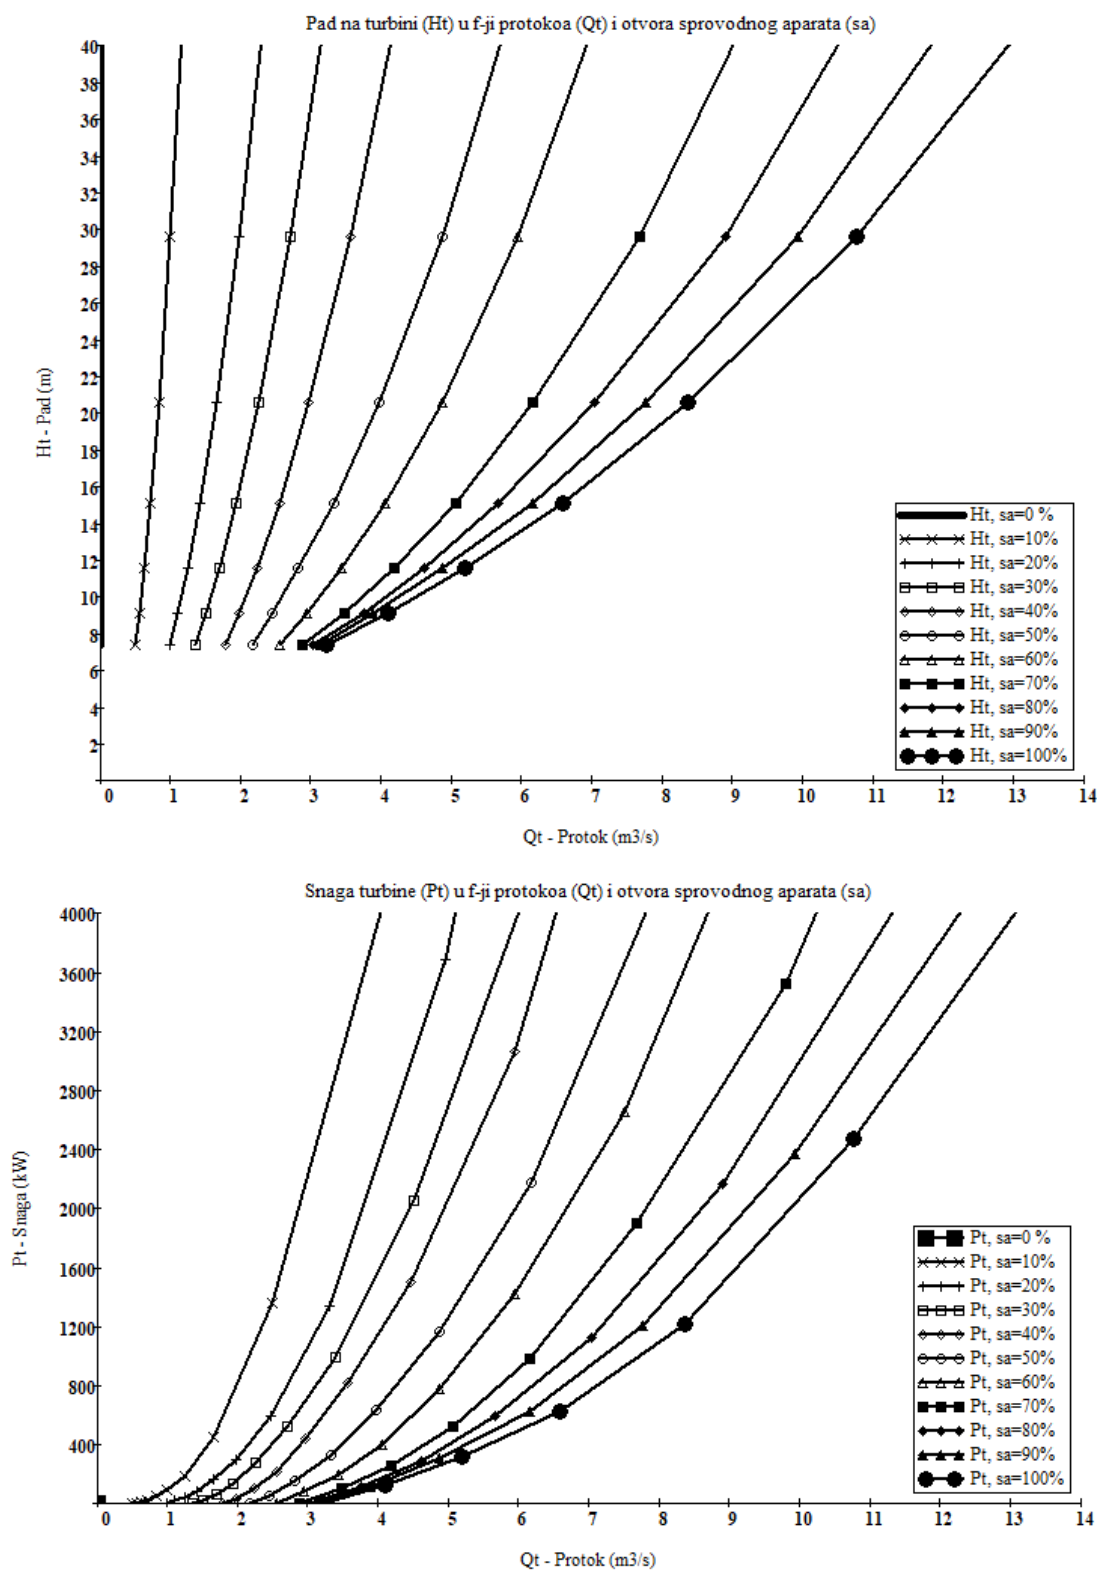 Pad na turbini (Ht) u f-ji protokoa (Qt) i otvora sprovodnog aparata (sa)
40
38
36
34
32
30
28
26
24
22
20
18
16
14
12
10
8
6
4
2
Ht - Pad (m)
0 1 2 3 4 5 6 7 8 9 10 11 12 13 14
Qt - Protok (m3/s)
Ht, sa=0 %
Ht, sa=10%
Ht, sa=20%
Ht, sa=30%
Ht, sa=40%
Ht, sa=50%
Ht, sa=60%
Ht, sa=70%
Ht, sa=80%
Ht, sa=90%
Ht, sa=100%
Snaga turbine (Pt) u f-ji protokoa (Qt) i otvora sprovodnog aparata (sa)
4000
3600
3200
2800
2400
2000
1600
1200
800
400
Pt - Snaga (kW)
0 1 2 3 4 5 6 7 8 9 10 11 12 13 14
Qt - Protok (m3/s)
Pt, sa=0 %
Pt, sa=10%
Pt, sa=20%
Pt, sa=30%
Pt, sa=40%
Pt, sa=50%
Pt, sa=60%
Pt, sa=70%
Pt, sa=80%
Pt, sa=90%
Pt, sa=100%